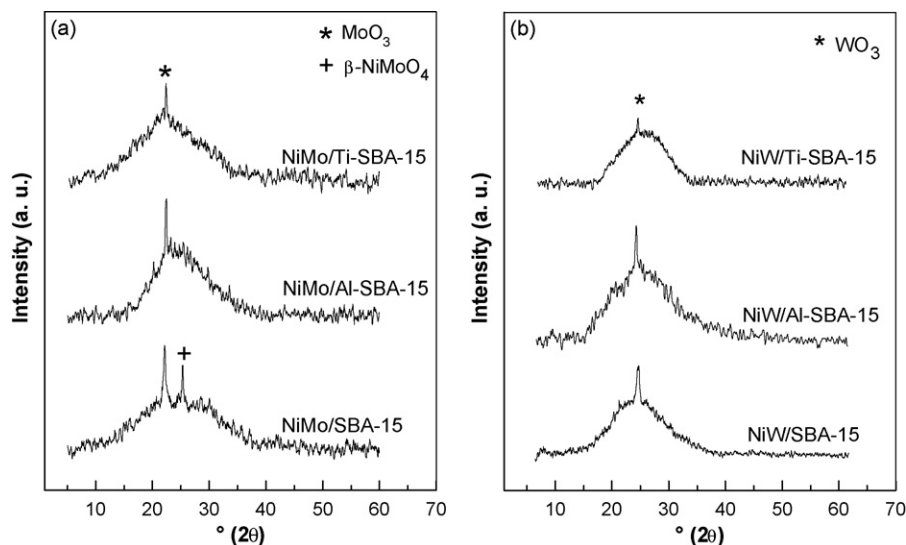 (a)
* MoO₃
+ β-NiMoO₄
*
NiMo/Ti-SBA-15
NiMo/Al-SBA-15
+
NiMo/SBA-15
Intensity (a. u.)
10 20 30 40 50 60 70
° (2θ)
(b)
* WO₃
*
NiW/Ti-SBA-15
NiW/Al-SBA-15
NiW/SBA-15
Intensity (a. u.)
10 20 30 40 50 60 70
° (2θ)